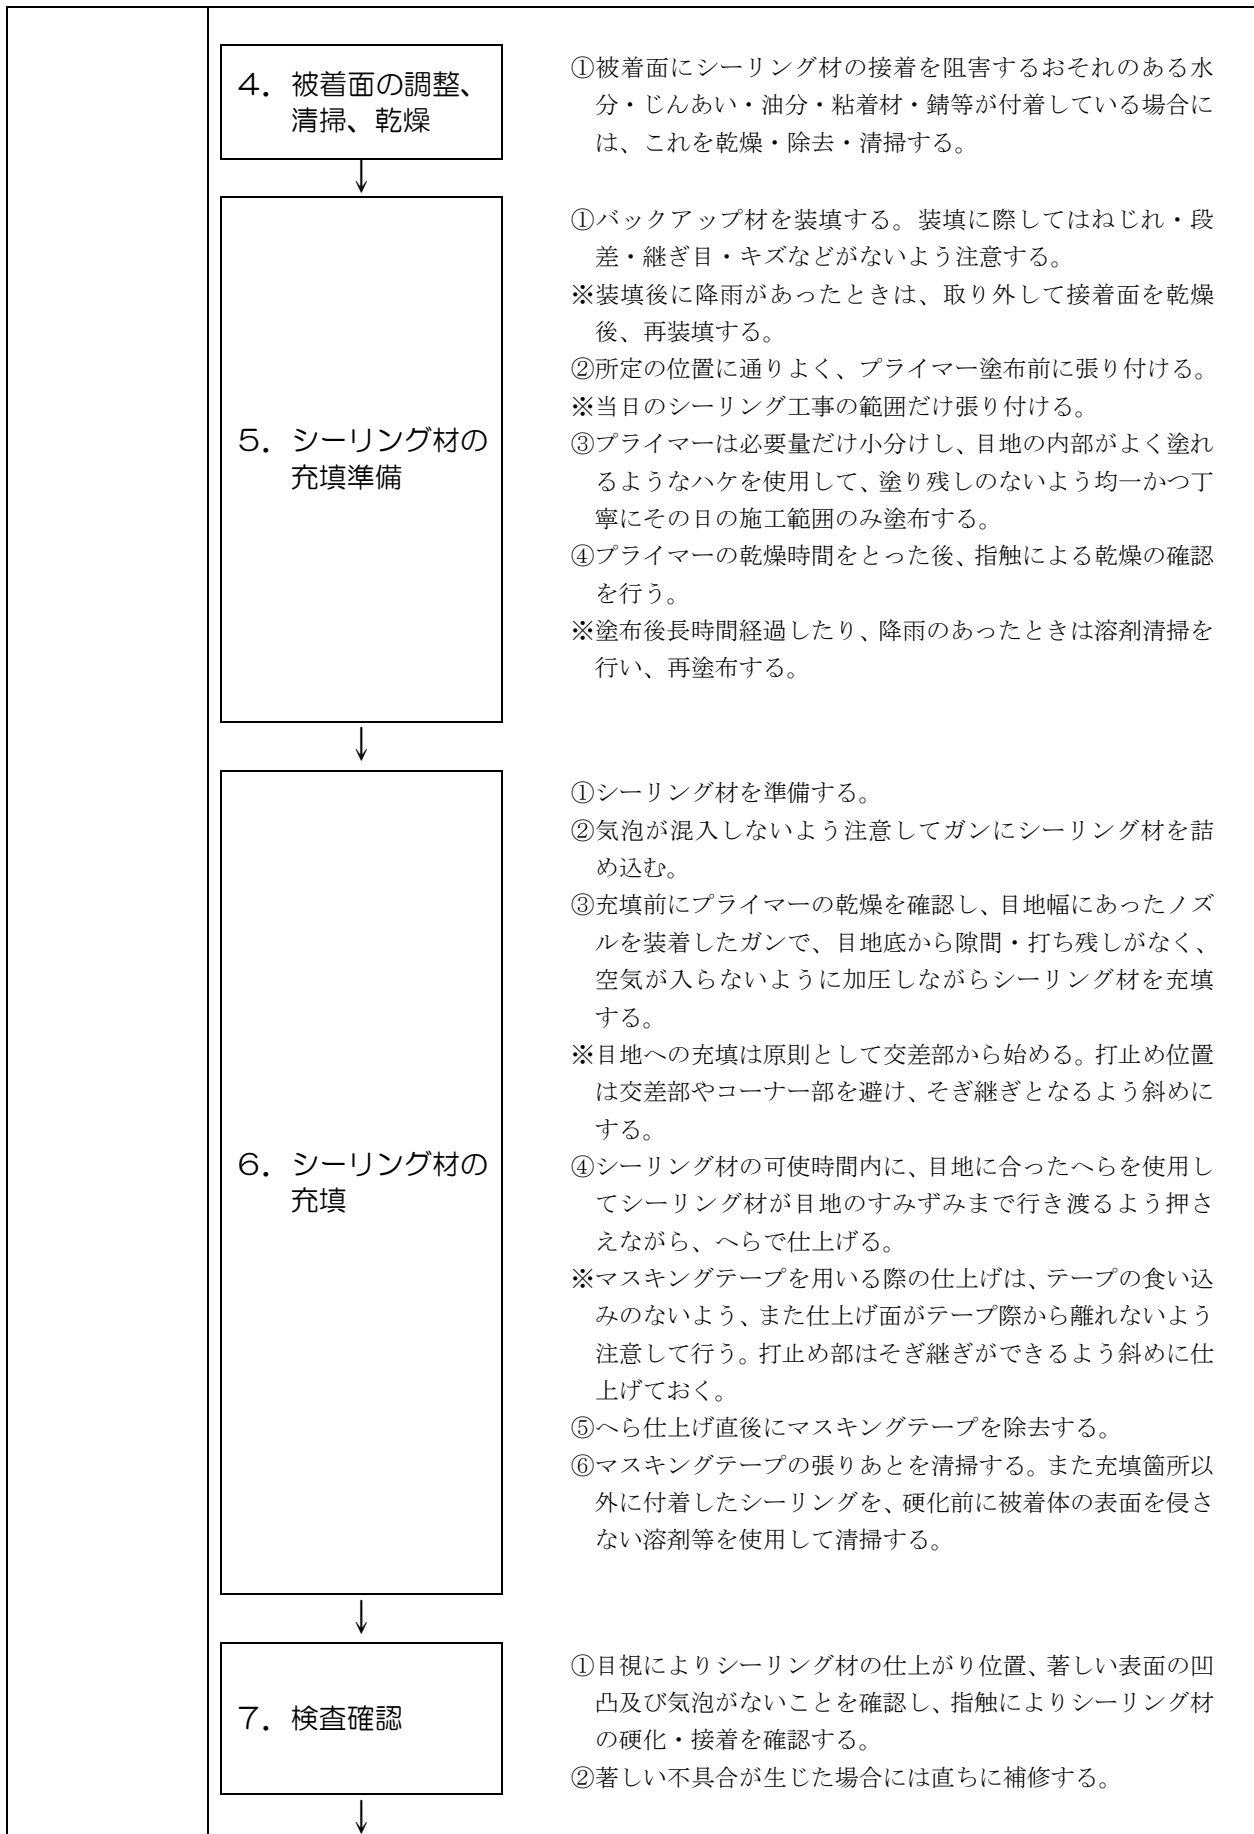 4．被着面の調整、
清掃、乾燥
①被着面にシーリング材の接着を阻害するおそれのある水
分・じんあい・油分・粘着材・錆等が付着している場合に
は、これを乾燥・除去・清掃する。
↓
5．シーリング材の
充填準備
①バックアップ材を装填する。装填に際してはねじれ・段
差・継ぎ目・キズなどがないよう注意する。
※装填後に降雨があったときは、取り外して接着面を乾燥
後、再装填する。
②所定の位置に通りよく、プライマー塗布前に張り付ける。
※当日のシーリング工事の範囲だけ張り付ける。
③プライマーは必要量だけ小分けし、目地の内部がよく塗れ
るようなハケを使用して、塗り残しのないよう均一かつ丁
寧にその日の施工範囲のみ塗布する。
④プライマーの乾燥時間をとった後、指触による乾燥の確認
を行う。
※塗布後長時間経過したり、降雨のあったときは溶剤清掃を
行い、再塗布する。
↓
6．シーリング材の
充填
①シーリング材を準備する。
②気泡が混入しないよう注意してガンにシーリング材を詰
め込む。
③充填前にプライマーの乾燥を確認し、目地幅にあったノズ
ルを装着したガンで、目地底から隙間・打ち残しがなく、
空気が入らないように加圧しながらシーリング材を充填
する。
※目地への充填は原則として交差部から始める。打止め位置
は交差部やコーナー部を避け、そぎ継ぎとなるよう斜めに
する。
④シーリング材の可使時間内に、目地に合ったへらを使用し
てシーリング材が目地のすみずみまで行き渡るよう押さ
えながら、へらで仕上げる。
※マスキングテープを用いる際の仕上げは、テープの食い込
みのないよう、また仕上げ面がテープ際から離れないよう
注意して行う。打止め部はそぎ継ぎができるよう斜めに仕
上げておく。
⑤へら仕上げ直後にマスキングテープを除去する。
⑥マスキングテープの張りあとを清掃する。また充填箇所以
外に付着したシーリングを、硬化前に被着体の表面を侵さ
ない溶剤等を使用して清掃する。
↓
7．検査確認
①目視によりシーリング材の仕上がり位置、著しい表面の凹
凸及び気泡がないことを確認し、指触によりシーリング材
の硬化・接着を確認する。
②著しい不具合が生じた場合には直ちに補修する。
↓